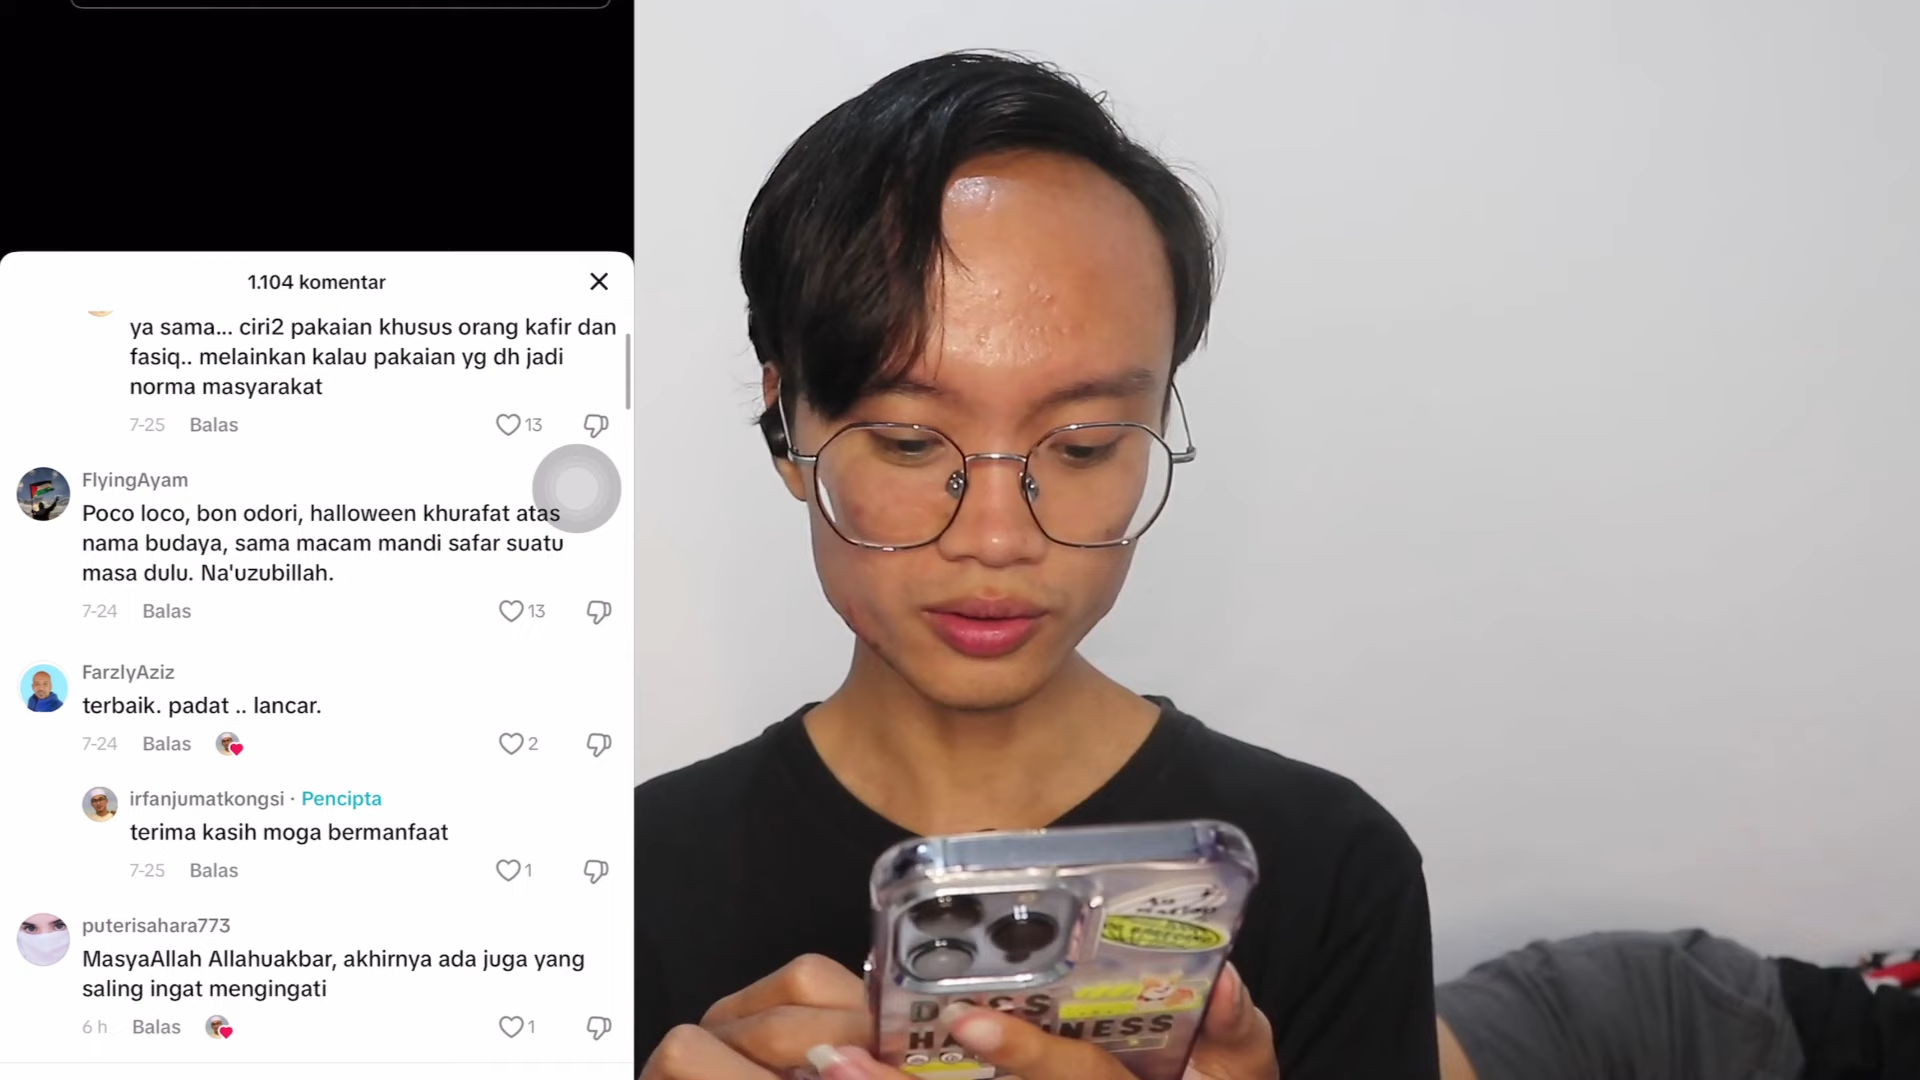 1.104 komentar
ya sama... ciri2 pakaian khusus orang kafir dan
fasiq.. melainkan kalau pakaian yg dh jadi
norma masyarakat
7-25 Balas 13
FlyingAyam
Poco loco, bon odori, halloween khurafat atas
nama budaya, sama macam mandi safar suatu
masa dulu. Na'uzubillah.
7-24 Balas 13
FarzlyAziz
terbaik. padat .. lancar.
7-24 Balas 2
irfanjumatkongsi · Pencipta
terima kasih moga bermanfaat
7-25 Balas 1
puterisahara773
MasyaAllah Allahuakbar, akhirnya ada juga yang
saling ingat mengingati
6 h Balas 1